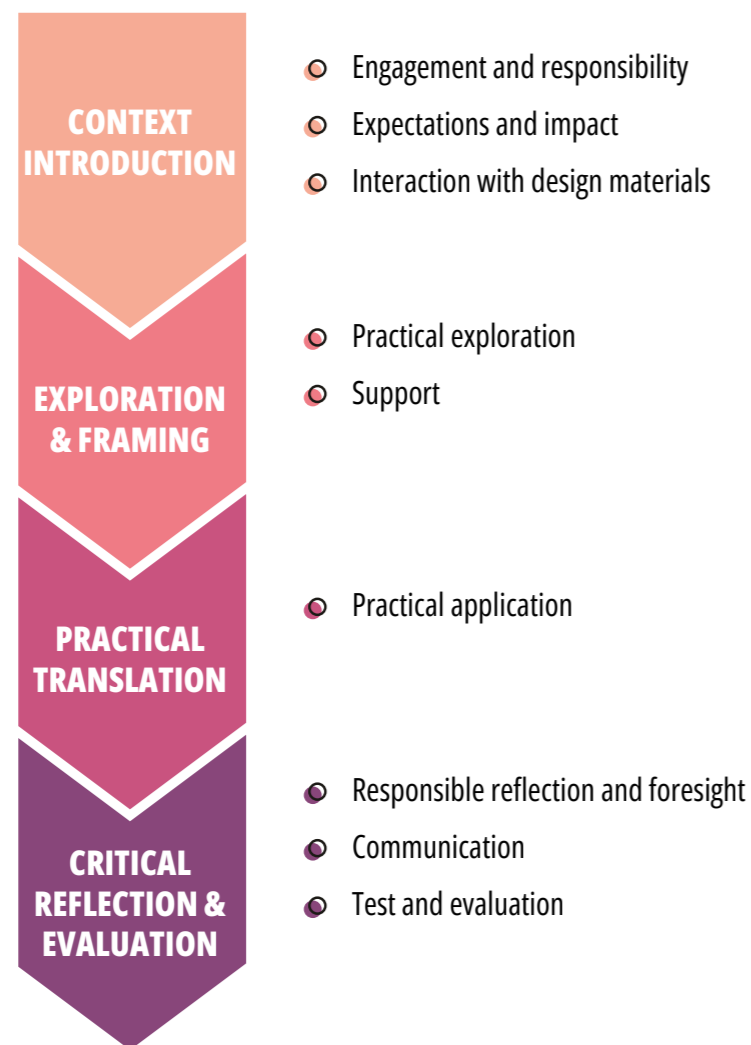 CONTEXT
INTRODUCTION
Engagement and responsibility
Expectations and impact
Interaction with design materials
EXPLORATION
& FRAMING
Practical exploration
Support
PRACTICAL
TRANSLATION
Practical application
CRITICAL
REFLECTION &
EVALUATION
Responsible reflection and foresight
Communication
Test and evaluation